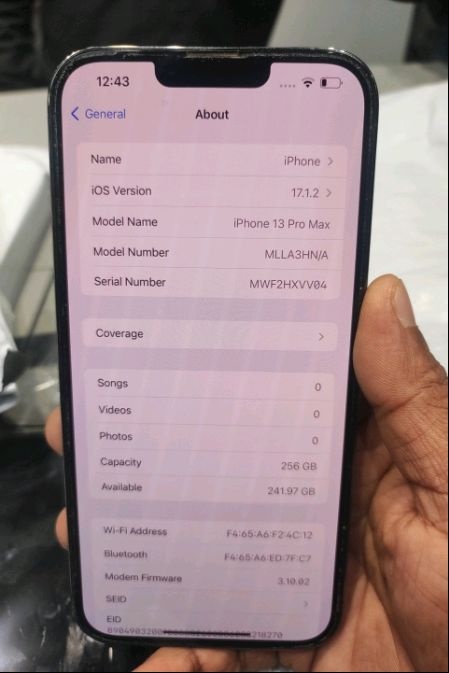 12:43
General
About
Name iPhone
iOS Version 17.1.2
Model Name iPhone 13 Pro Max
Model Number MLLA3HN/A
Serial Number MWF2HXVV04
Coverage
Songs 0
Videos 0
Photos 0
Capacity 256 GB
Available 241.97 GB
Wi-Fi Address F4:65:A6:F2:4C:12
Bluetooth F4:65:A6:ED:7F:C7
Modem Firmware 3.10.02
SEID
EID